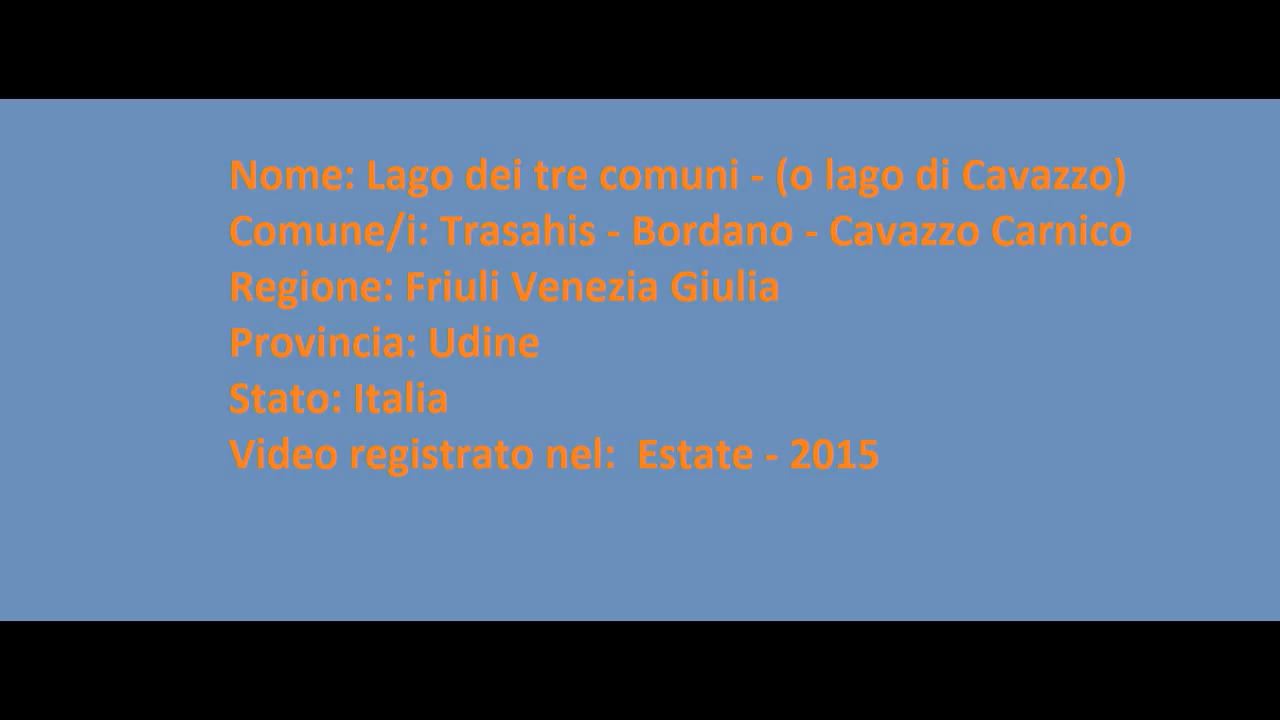 Nome: Lago dei tre comuni - (o lago di Cavazzo)
Comune/i: Trasahis - Bordano - Cavazzo Carnico
Regione: Friuli Venezia Giulia
Provincia: Udine
Stato: Italia
Video registrato nel:  Estate - 2015